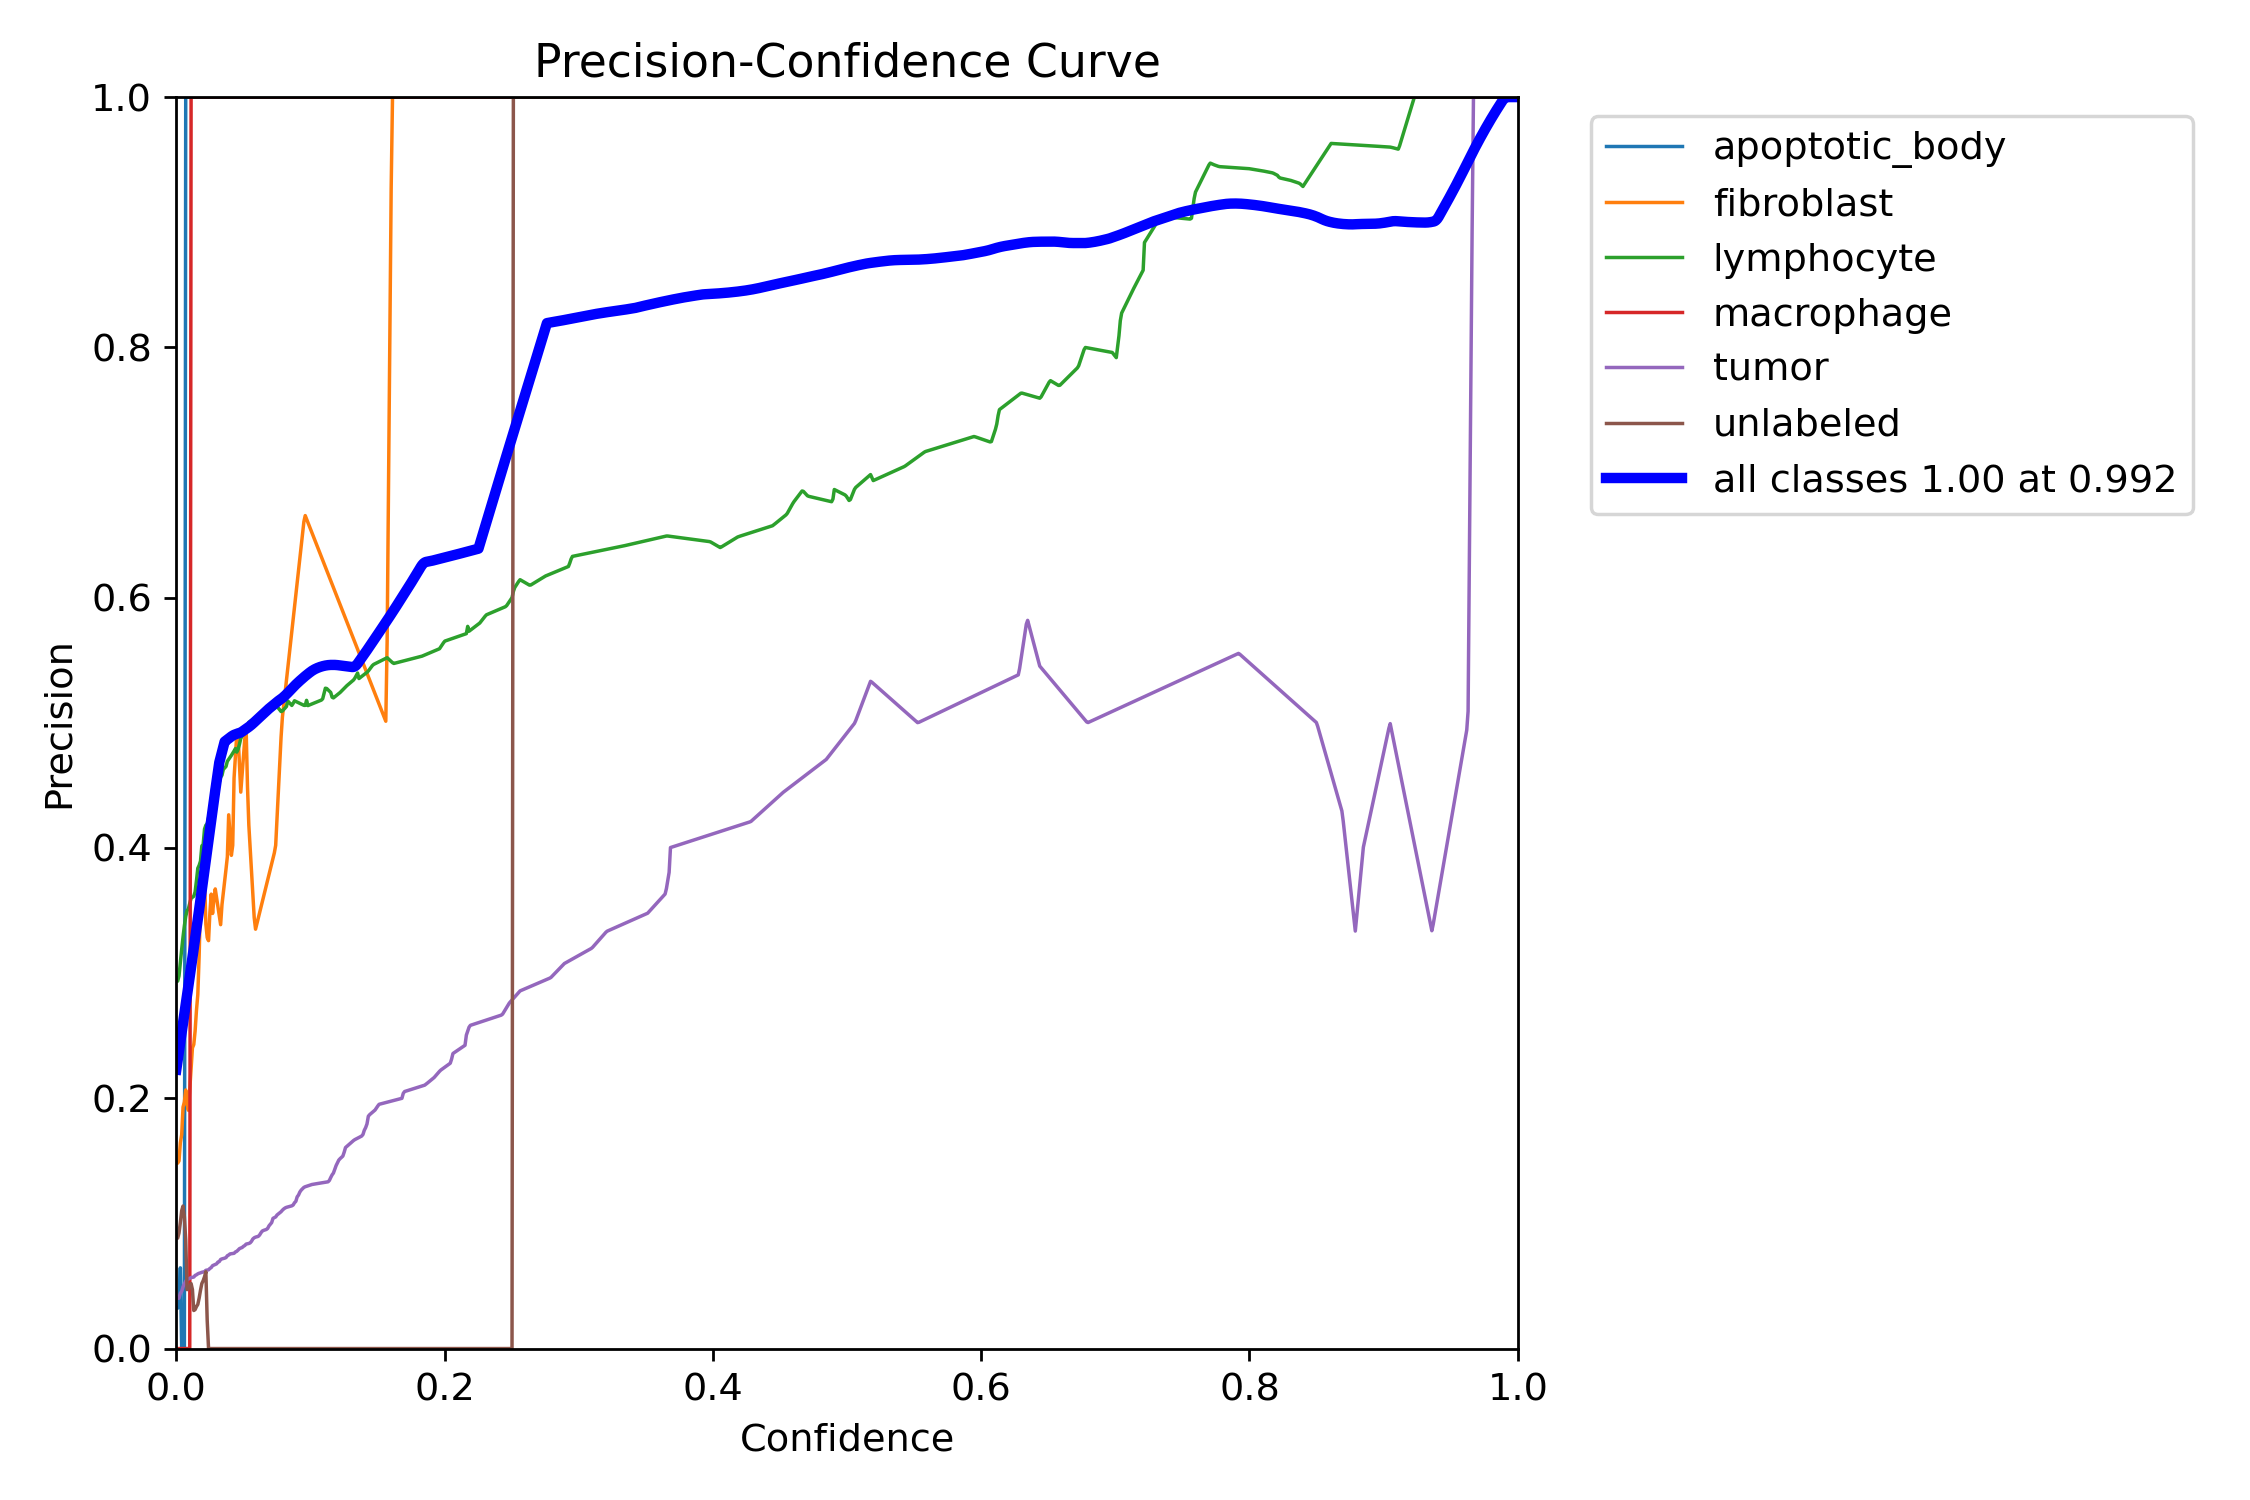 Precision-Confidence Curve
1.0
0.8
0.6
0.4
0.2
0.0
Precision
0.0 0.2 0.4 0.6 0.8 1.0
Confidence
apoptotic_body
fibroblast
lymphocyte
macrophage
tumor
unlabeled
all classes 1.00 at 0.992